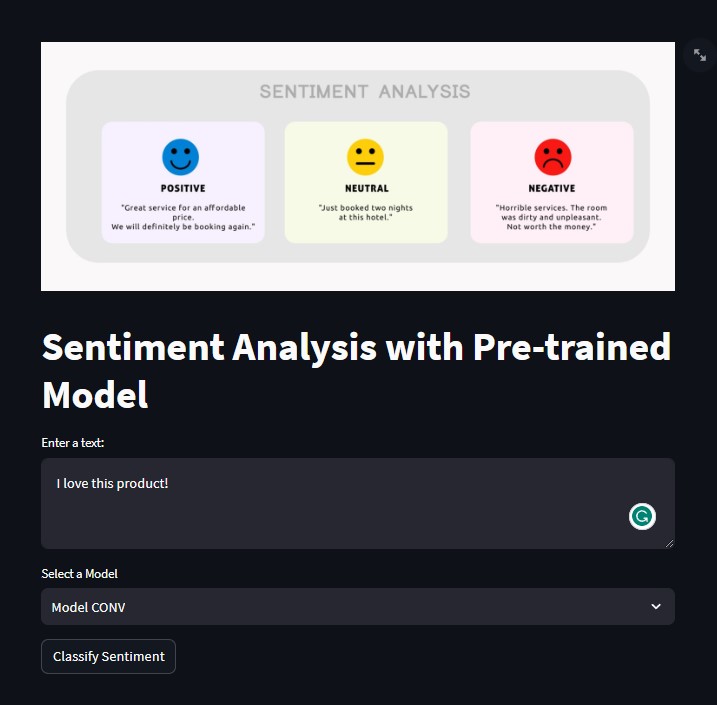 SENTIMENT ANALYSIS
POSITIVE
"Great service for an affordable
price.
We will definitely be booking again."
NEUTRAL
"Just booked two nights
at this hotel."
NEGATIVE
"Horrible services. The room
was dirty and unpleasant.
Not worth the money."
Sentiment Analysis with Pre-trained
Model
Enter a text:
I love this product!
Select a Model
Model CONV
Classify Sentiment